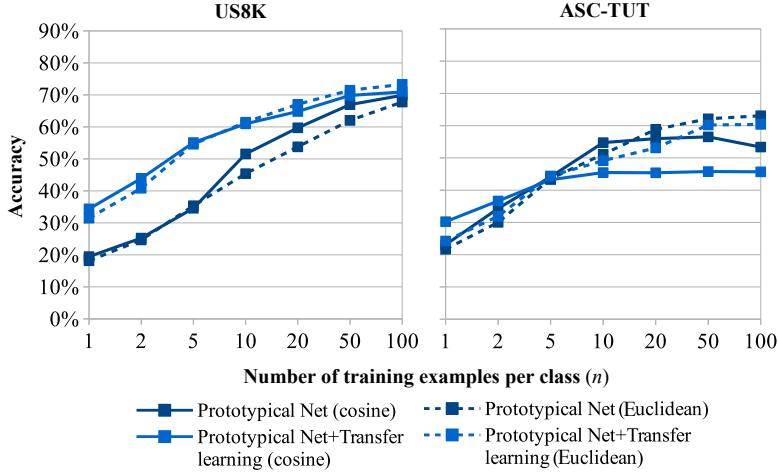 US8K
ASC-TUT
90%
80%
70%
60%
50%
40%
30%
20%
10%
0%
Accuracy
1 2 5 10 20 50 100
1 2 5 10 20 50 100
Number of training examples per class (n)
Prototypical Net (cosine)
Prototypical Net (Euclidean)
Prototypical Net+Transfer
learning (cosine)
Prototypical Net+Transfer
learning (Euclidean)